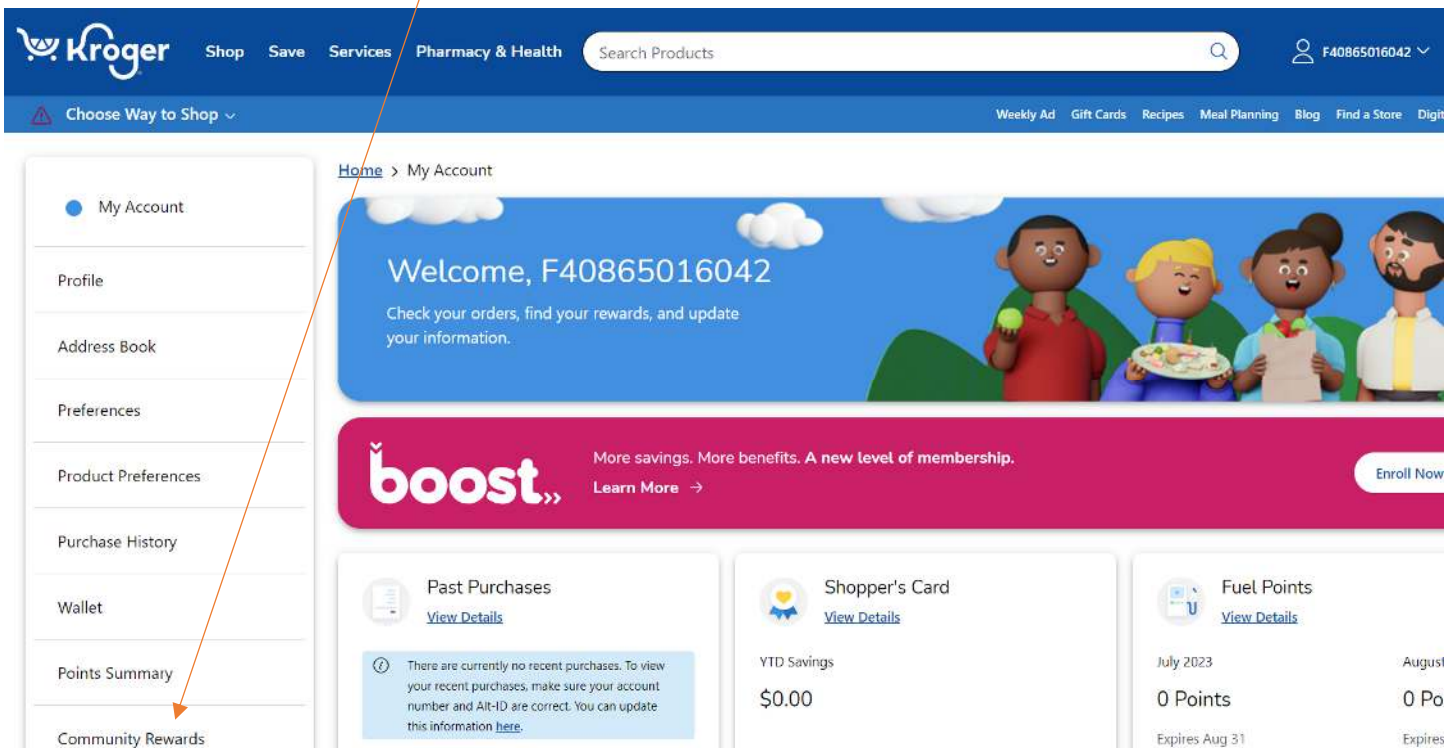 Kroger
Shop Save Services Pharmacy & Health Search Products F40865016042
Choose Way to Shop Weekly Ad Gift Cards Recipes Meal Planning Blog Find a Store Digit
Home > My Account
My Account
Profile
Address Book
Preferences
Product Preferences
Purchase History
Wallet
Points Summary
Community Rewards
Welcome, F40865016042
Check your orders, find your rewards, and update
your information.
boost
More savings. More benefits. A new level of membership.
Learn More →
Enroll Now
Past Purchases
View Details
There are currently no recent purchases. To view
your recent purchases, make sure your account
number and Alt-ID are correct. You can update
this information here.
Shopper's Card
View Details
YTD Savings
$0.00
Fuel Points
View Details
July 2023
0 Points
Expires Aug 31
August
0 Po
Expires